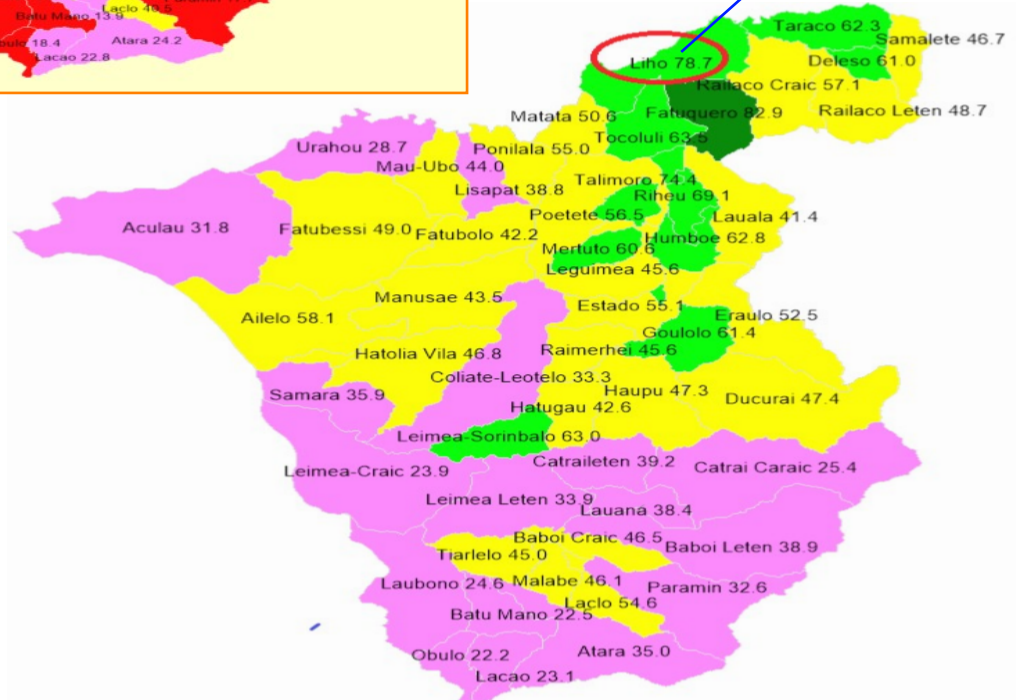 Laclo 40.5
Batu Mano 13.9
18.4
Atara 24.2
Lacao 22.8
Taraco 62.3
Samalete 46.7
Liho 78.7
Deleso 61.0
Railaco Craic 57.1
Matata 50.6
Fatuquero 82.9
Railaco Leten 48.7
Tocoluli 63.5
Urahou 28.7
Ponilala 55.0
Mau-Ubo 44.0
Talimoro 74.4
Lisapat 38.8
Riheu 69.1
Poetete 56.5
Lauala 41.4
Aculau 31.8
Fatubessi 49.0
Fatubolo 42.2
Humboe 62.8
Mertuto 60.6
Leguimea 45.6
Manusae 43.5
Estado 55.1
Ailelo 58.1
Eraulo 52.5
Goulolo 61.4
Hatolia Vila 46.8
Raimerhei 45.6
Coliate-Leotelo 33.3
Samara 35.9
Haupu 47.3
Ducurai 47.4
Hatugau 42.6
Leimea-Sorinbalo 63.0
Leimea-Craic 23.9
Catraileten 39.2
Catrai Caraic 25.4
Leimea Leten 33.9
Lauana 38.4
Baboi Craic 46.5
Baboi Leten 38.9
Tiarlelo 45.0
Laubono 24.6
Malabe 46.1
Paramin 32.6
Laclo 54.6
Batu Mano 22.5
Obulo 22.2
Atara 35.0
Lacao 23.1